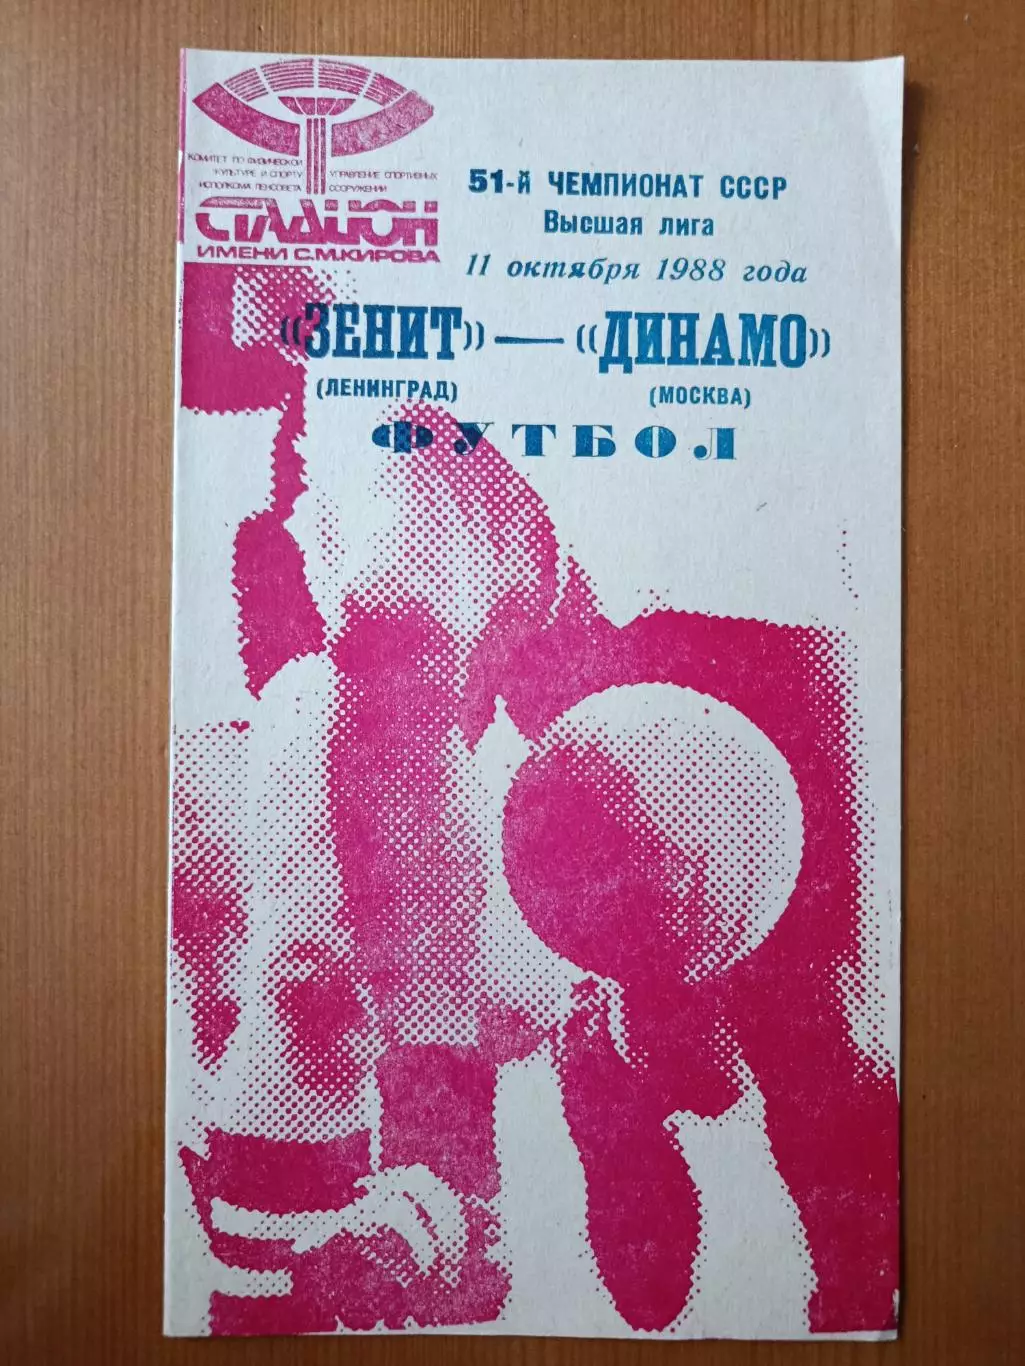 КОМИТЕТ ПО ФИЗИЧЕСКОЙ
КУЛЬТУРЕ И СПОРТУ
ИСПОЛКОМА ЛЕНСОВЕТА
УПРАВЛЕНИЕ СПОРТИВНЫХ
СООРУЖЕНИЙ
СТАДИОН
ИМЕНИ С.М.КИРОВА
51-й ЧЕМПИОНАТ СССР
Высшая лига
11 октября 1988 года
«ЗЕНИТ» — «ДИНАМО»
(ЛЕНИНГРАД) (МОСКВА)
ФУТБОЛ